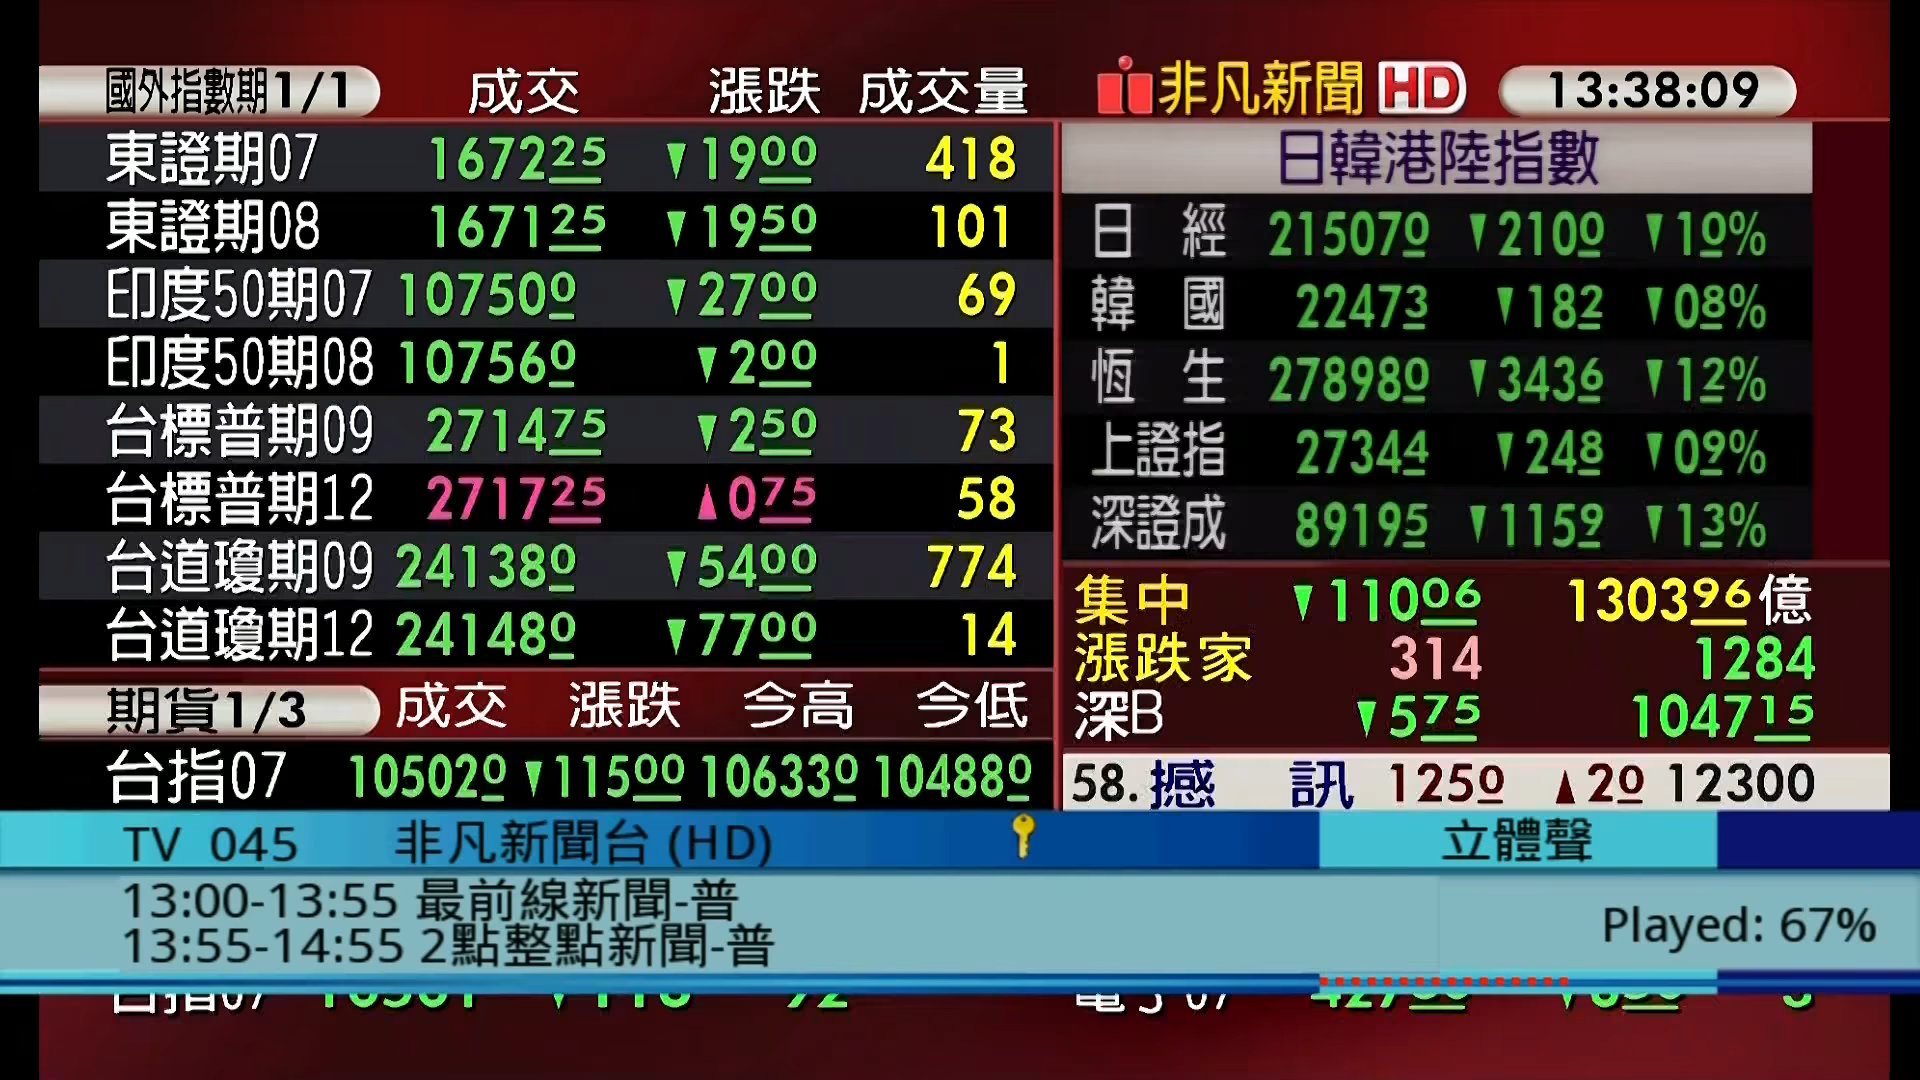 國外指數期1/1 成交 漲跌 成交量
東證期07 167225 ▼1900 418
東證期08 167125 ▼1950 101
印度50期07 107500 ▼2700 69
印度50期08 107560 ▼200 1
台標普期09 271475 ▼250 73
台標普期12 271725 ▲075 58
台道瓊期09 241380 ▼5400 774
台道瓊期12 241480 ▼7700 14
期貨1/3 成交 漲跌 今高 今低
台指07 105020 ▼11500 106330 104880
非凡新聞 HD 13:38:09
日韓港陸指數
日經 215070 ▼2100 ▼10%
韓國 22473 ▼182 ▼08%
恆生 278980 ▼3436 ▼12%
上證指 27344 ▼248 ▼09%
深證成 89195 ▼1159 ▼13%
集中 ▼11006 130396億
漲跌家 314 1284
深B ▼575 104715
58.撼訊 1250 ▲20 12300
TV 045 非凡新聞台 (HD) 立體聲
13:00-13:55 最前線新聞-普
13:55-14:55 2點整點新聞-普
Played: 67%
台指07